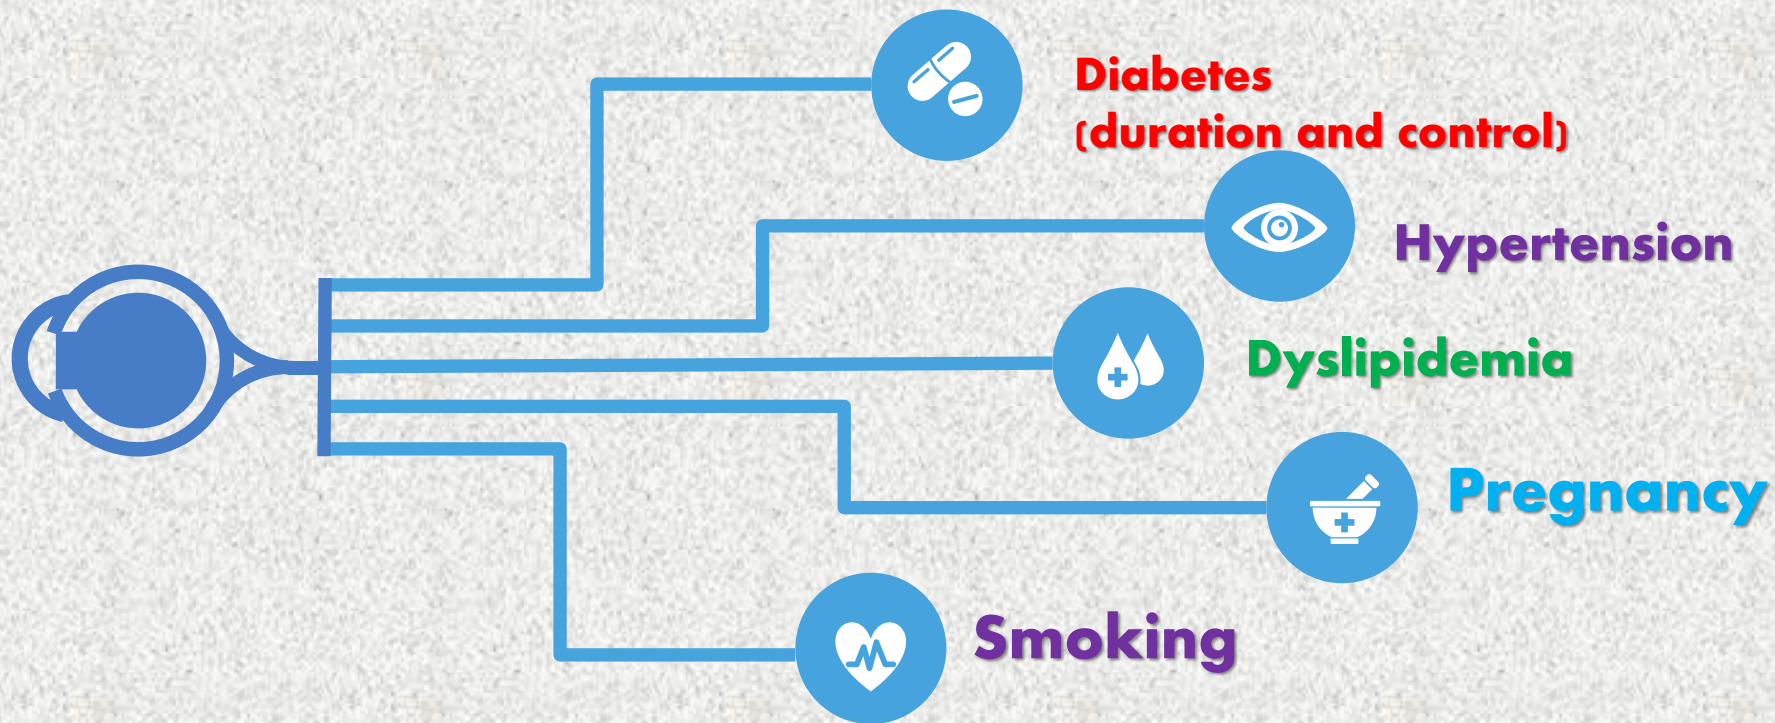 Diabetes
(duration and control)
Hypertension
Dyslipidemia
Pregnancy
Smoking